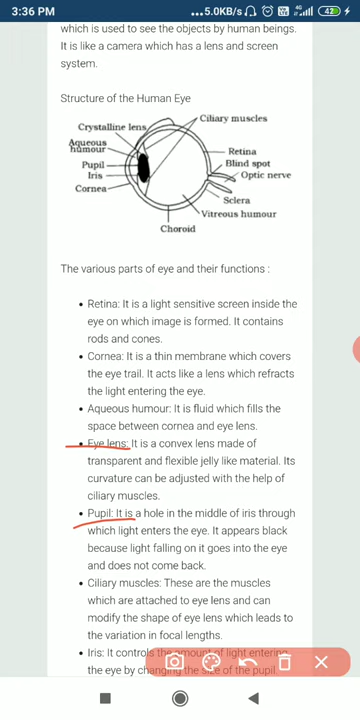 3:36 PM
...5.0KB/s 4G 42
which is used to see the objects by human beings.
It is like a camera which has a lens and screen
system.
Structure of the Human Eye
Ciliary muscles
Crystalline lens
Aqueous
humour
Pupil
Iris
Cornea
Retina
Blind spot
Optic nerve
Sclera
Vitreous humour
Choroid
The various parts of eye and their functions :
• Retina: It is a light sensitive screen inside the
eye on which image is formed. It contains
rods and cones.
• Cornea: It is a thin membrane which covers
the eye trail. It acts like a lens which refracts
the light entering the eye.
• Aqueous humour: It is fluid which fills the
space between cornea and eye lens.
• Eye lens: It is a convex lens made of
transparent and flexible jelly like material. Its
curvature can be adjusted with the help of
ciliary muscles.
• Pupil: It is a hole in the middle of iris through
which light enters the eye. It appears black
because light falling on it goes into the eye
and does not come back.
• Ciliary muscles: These are the muscles
which are attached to eye lens and can
modify the shape of eye lens which leads to
the variation in focal lengths.
• Iris: It controls the amount of light entering
the eye by changing the size of the pupil.